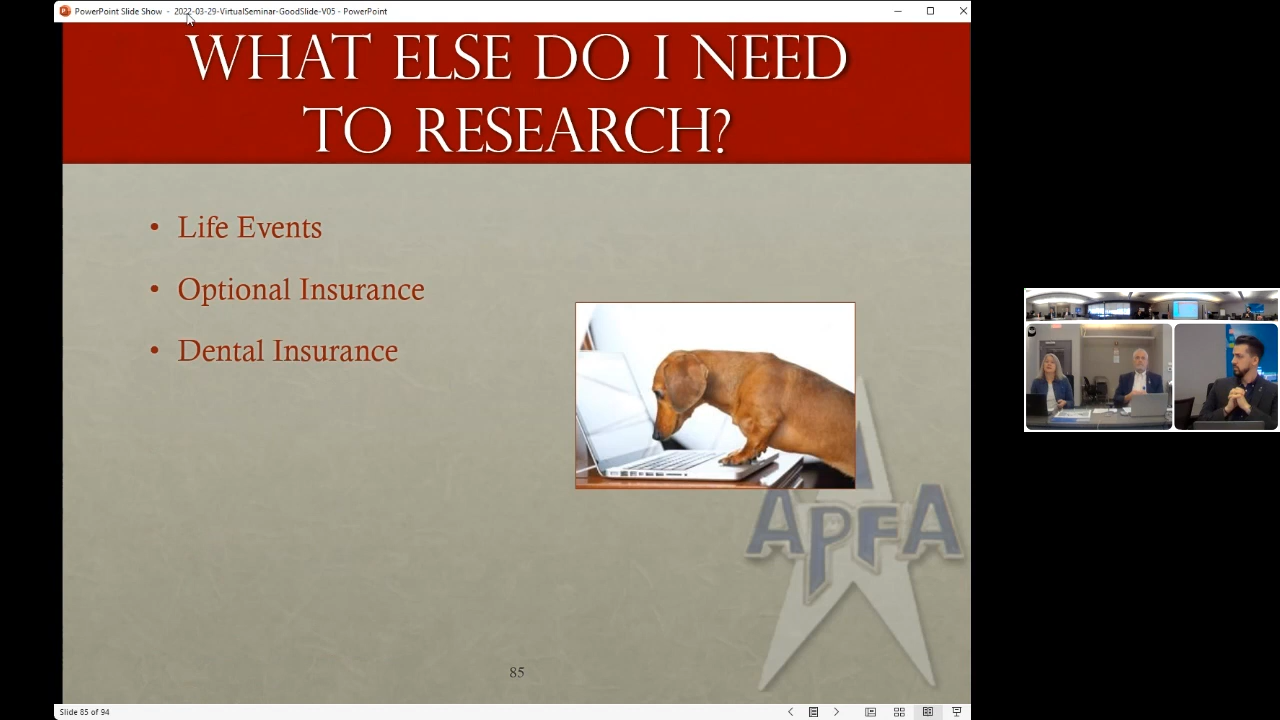 PowerPoint Slide Show - 2022-03-29-VirtualSeminar-GoodSlide-V05 - PowerPoint
WHAT ELSE DO I NEED
TO RESEARCH?
• Life Events
• Optional Insurance
• Dental Insurance
APFA
85
Slide 85 of 94